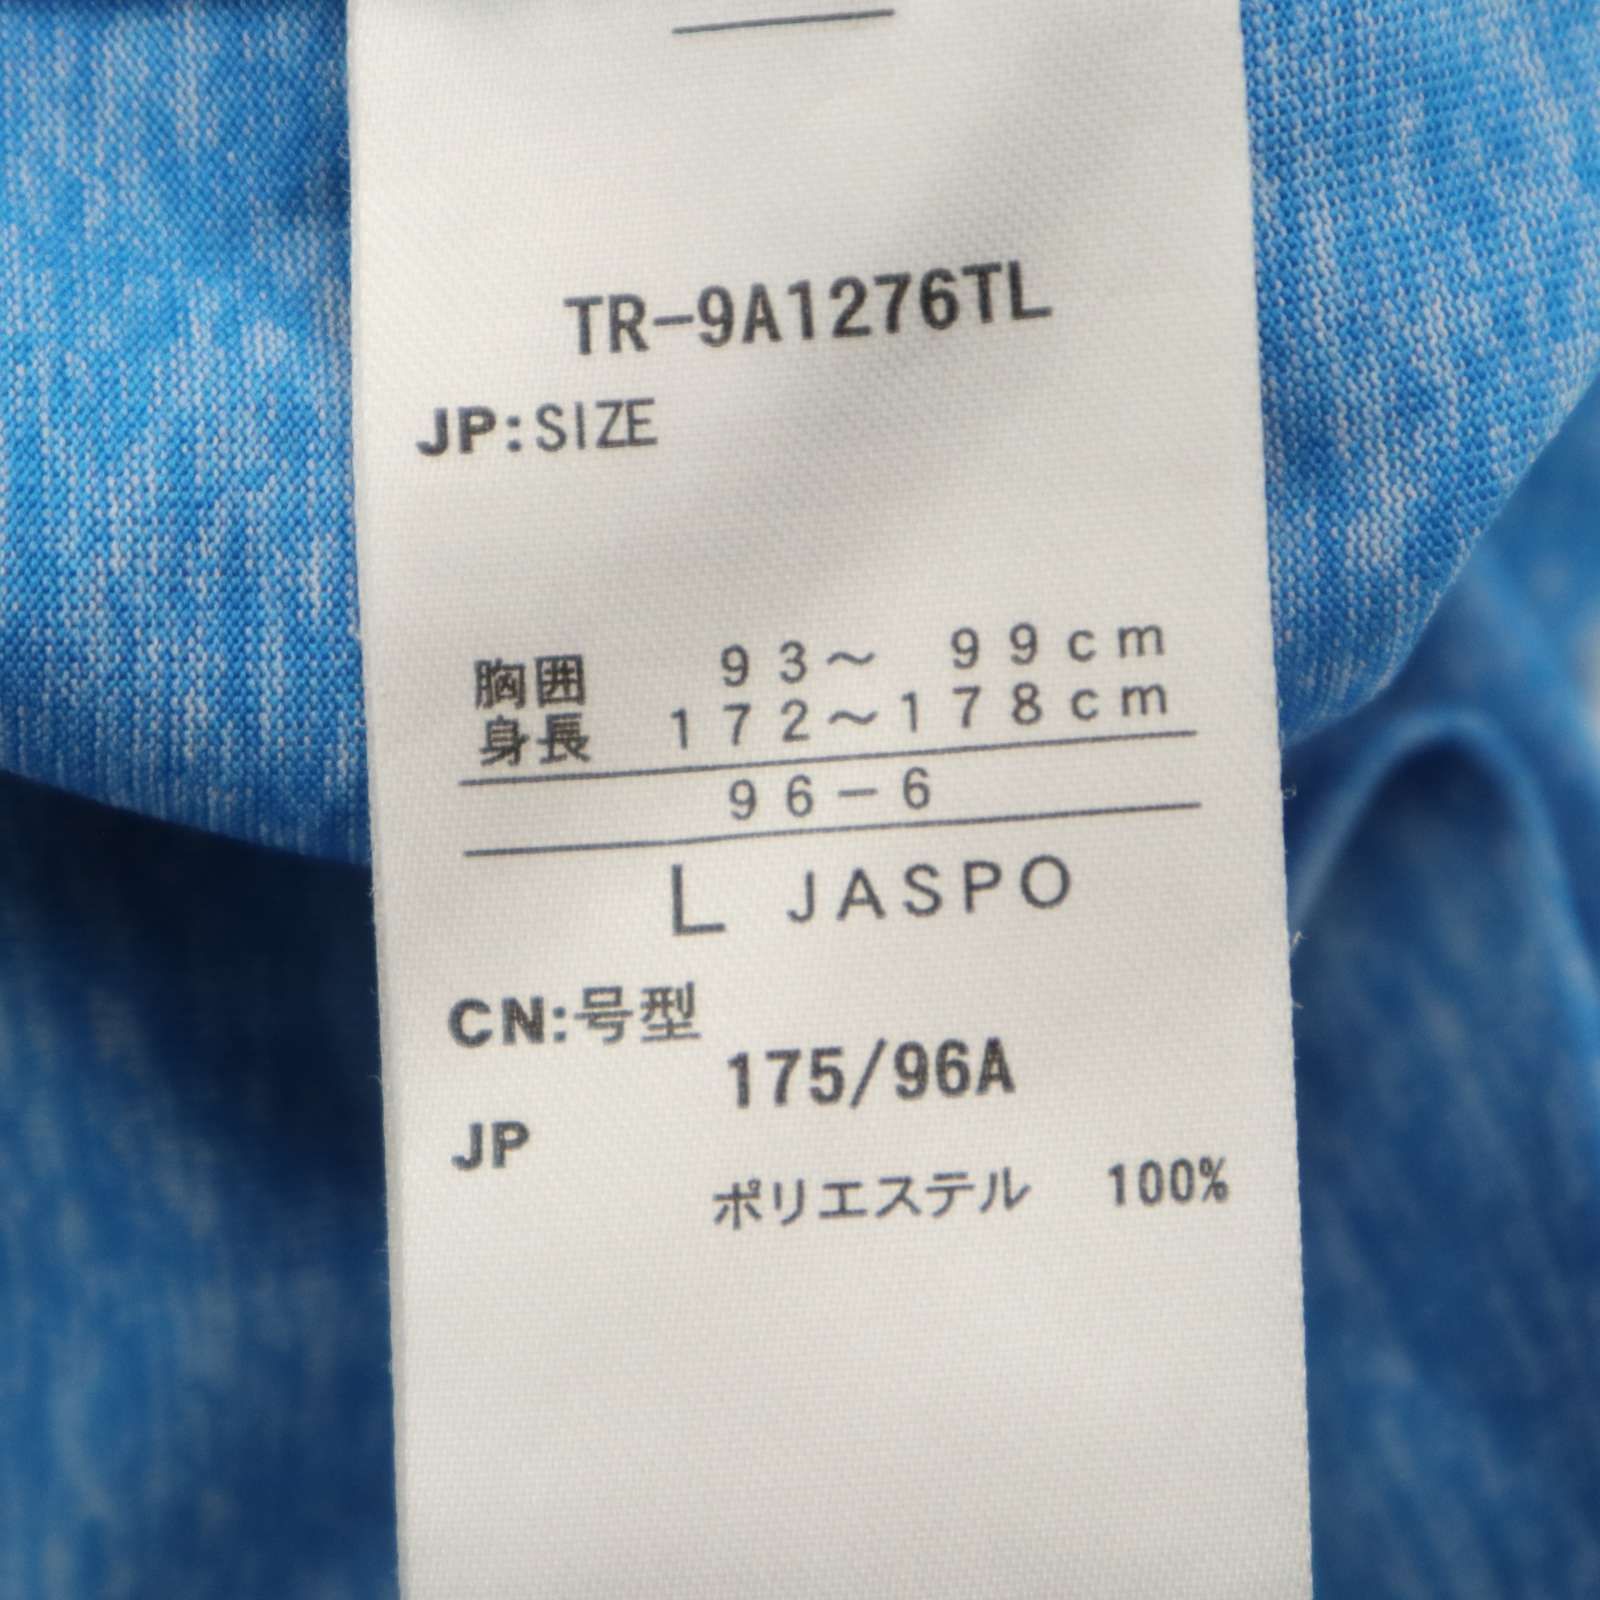 TR-9A1276TL
JP:SIZE
胸囲 93～ 99cm
身長 172～178cm
96-6
L JASPO
CN:号型
175/96A
JP
ポリエステル 100%